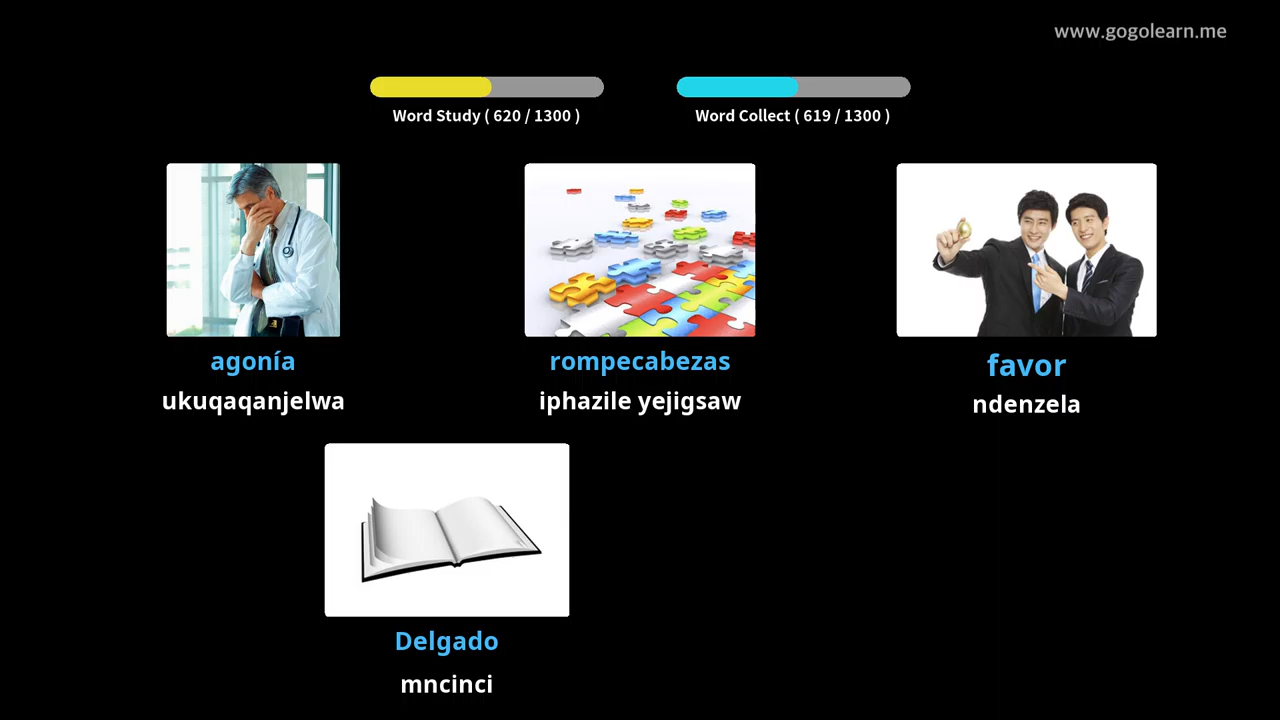 www.gogolearn.me
Word Study ( 620 / 1300 )
Word Collect ( 619 / 1300 )
agonía
ukuqaqanjelwa
rompecabezas
iphazile yejigsaw
favor
ndenzela
Delgado
mncinci